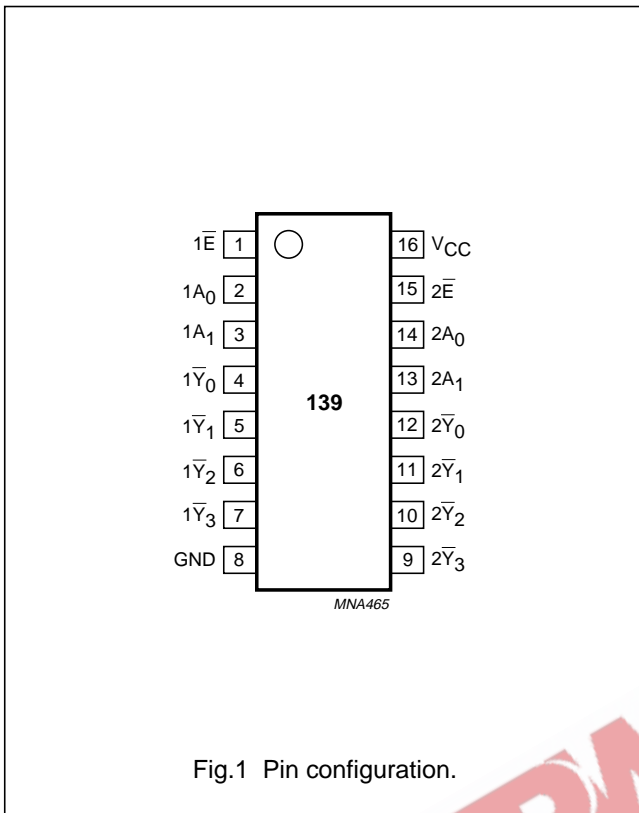 1E̅ 1 16 VCC
1A0 2 15 2E̅
1A1 3 14 2A0
1Y̅0 4 13 2A1
139
1Y̅1 5 12 2Y̅0
1Y̅2 6 11 2Y̅1
1Y̅3 7 10 2Y̅2
GND 8 9 2Y̅3
MNA465
Fig.1 Pin configuration.